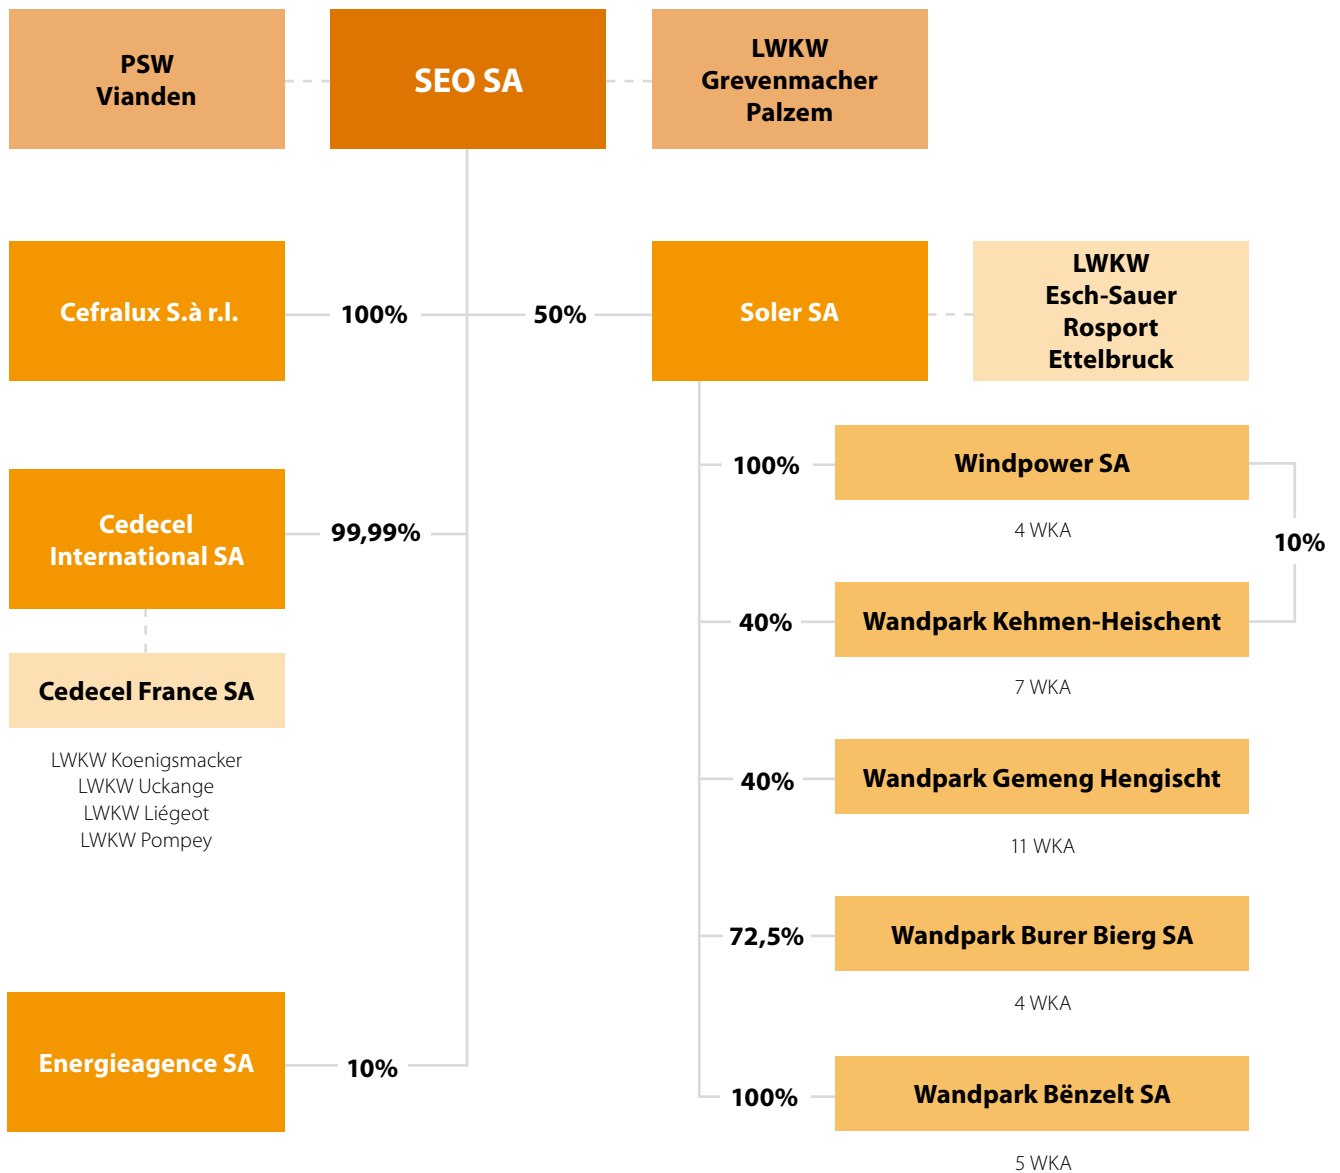 PSW
Vianden
SEO SA
LWKW
Grevenmacher
Palzem
Cefralux S.à r.l.
100%
50%
Soler SA
LWKW
Esch-Sauer
Rosport
Ettelbruck
Cedecel
International SA
99,99%
Cedecel France SA
LWKW Koenigsmacker
LWKW Uckange
LWKW Liégeot
LWKW Pompey
Energieagence SA
10%
100%
Windpower SA
4 WKA
10%
40%
Wandpark Kehmen-Heischent
7 WKA
40%
Wandpark Gemeng Hengischt
11 WKA
72,5%
Wandpark Burer Bierg SA
4 WKA
100%
Wandpark Bënzelt SA
5 WKA